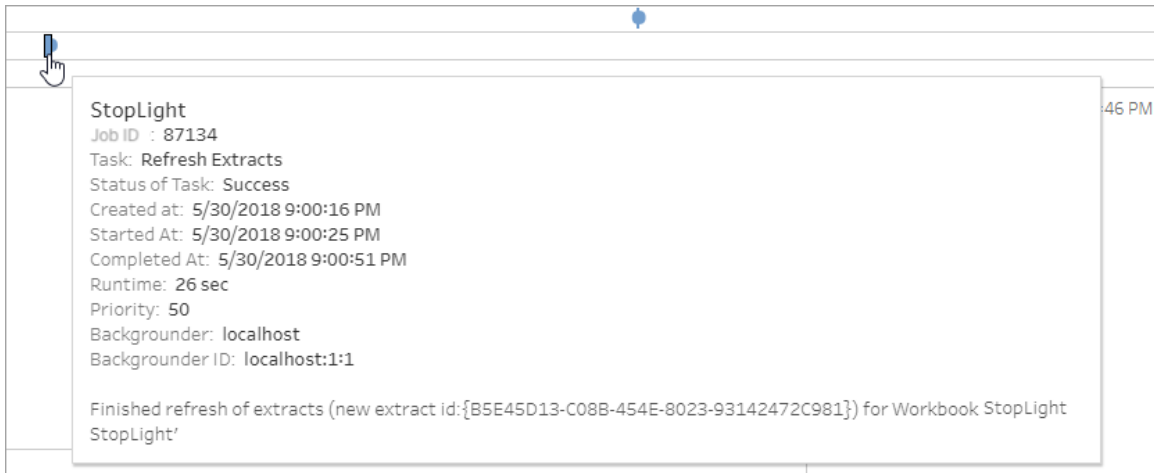 :46 PM
StopLight
Job ID : 87134
Task: Refresh Extracts
Status of Task: Success
Created at: 5/30/2018 9:00:16 PM
Started At: 5/30/2018 9:00:25 PM
Completed At: 5/30/2018 9:00:51 PM
Runtime: 26 sec
Priority: 50
Backgrounder: localhost
Backgrounder ID: localhost:1:1
Finished refresh of extracts (new extract id:{B5E45D13-C08B-454E-8023-93142472C981}) for Workbook StopLight
StopLight’